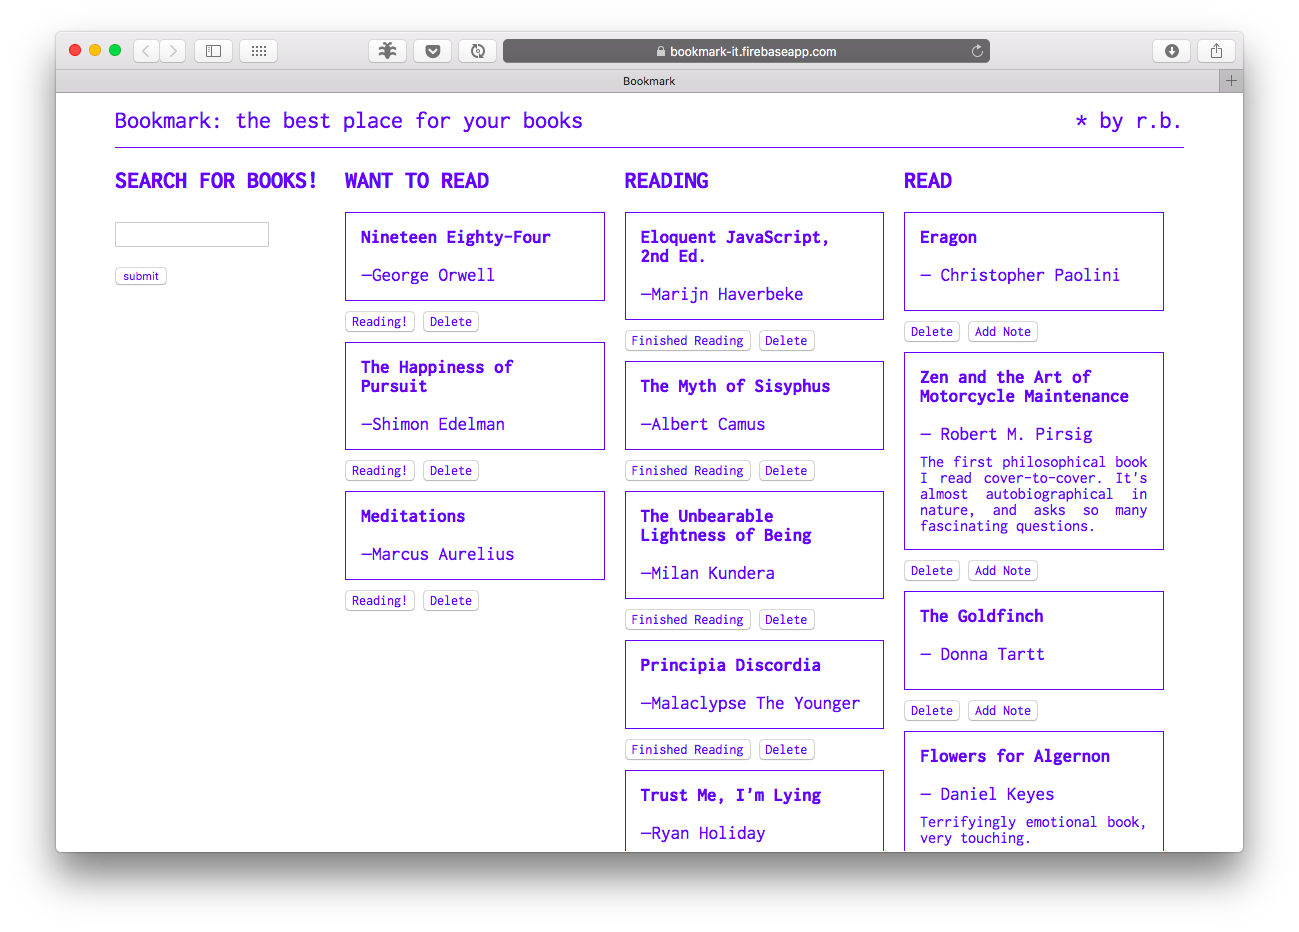 bookmark-it.firebaseapp.com
Bookmark
Bookmark: the best place for your books
* by r.b.
SEARCH FOR BOOKS!
submit
WANT TO READ
Nineteen Eighty-Four
—George Orwell
Reading! Delete
The Happiness of
Pursuit
—Shimon Edelman
Reading! Delete
Meditations
—Marcus Aurelius
Reading! Delete
READING
Eloquent JavaScript,
2nd Ed.
—Marijn Haverbeke
Finished Reading Delete
The Myth of Sisyphus
—Albert Camus
Finished Reading Delete
The Unbearable
Lightness of Being
—Milan Kundera
Finished Reading Delete
Principia Discordia
—Malaclypse The Younger
Finished Reading Delete
Trust Me, I'm Lying
—Ryan Holiday
READ
Eragon
— Christopher Paolini
Delete Add Note
Zen and the Art of
Motorcycle Maintenance
— Robert M. Pirsig
The first philosophical book
I read cover-to-cover. It's
almost autobiographical in
nature, and asks so many
fascinating questions.
Delete Add Note
The Goldfinch
— Donna Tartt
Delete Add Note
Flowers for Algernon
— Daniel Keyes
Terrifyingly emotional book,
very touching.